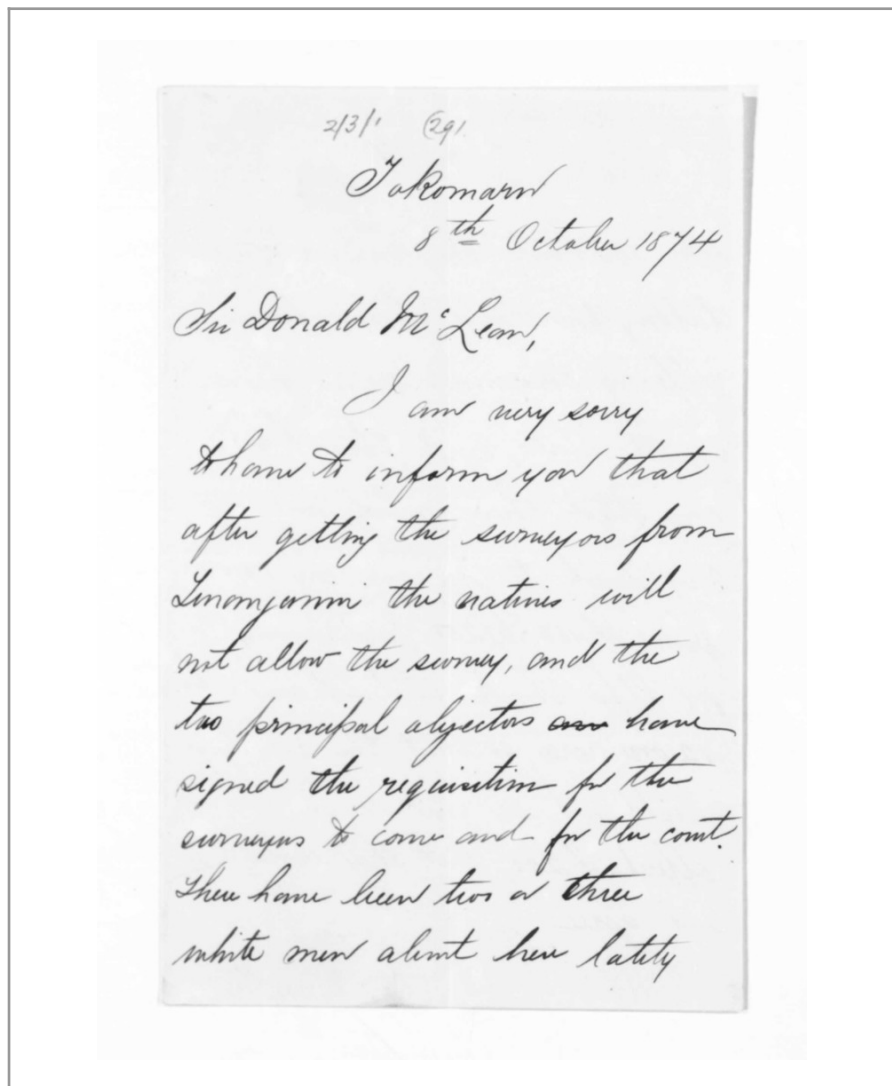 2/3/1 (29).
Tokomaru
8th October 1874
Sir Donald McLean,
I am very sorry
to have to inform you that
after getting the surveyors from
the natives will
not allow the survey, and the
two principal objectors are have
signed the requisition for the
surveyors to come and for the court.
There have been two or three
white men about here lately